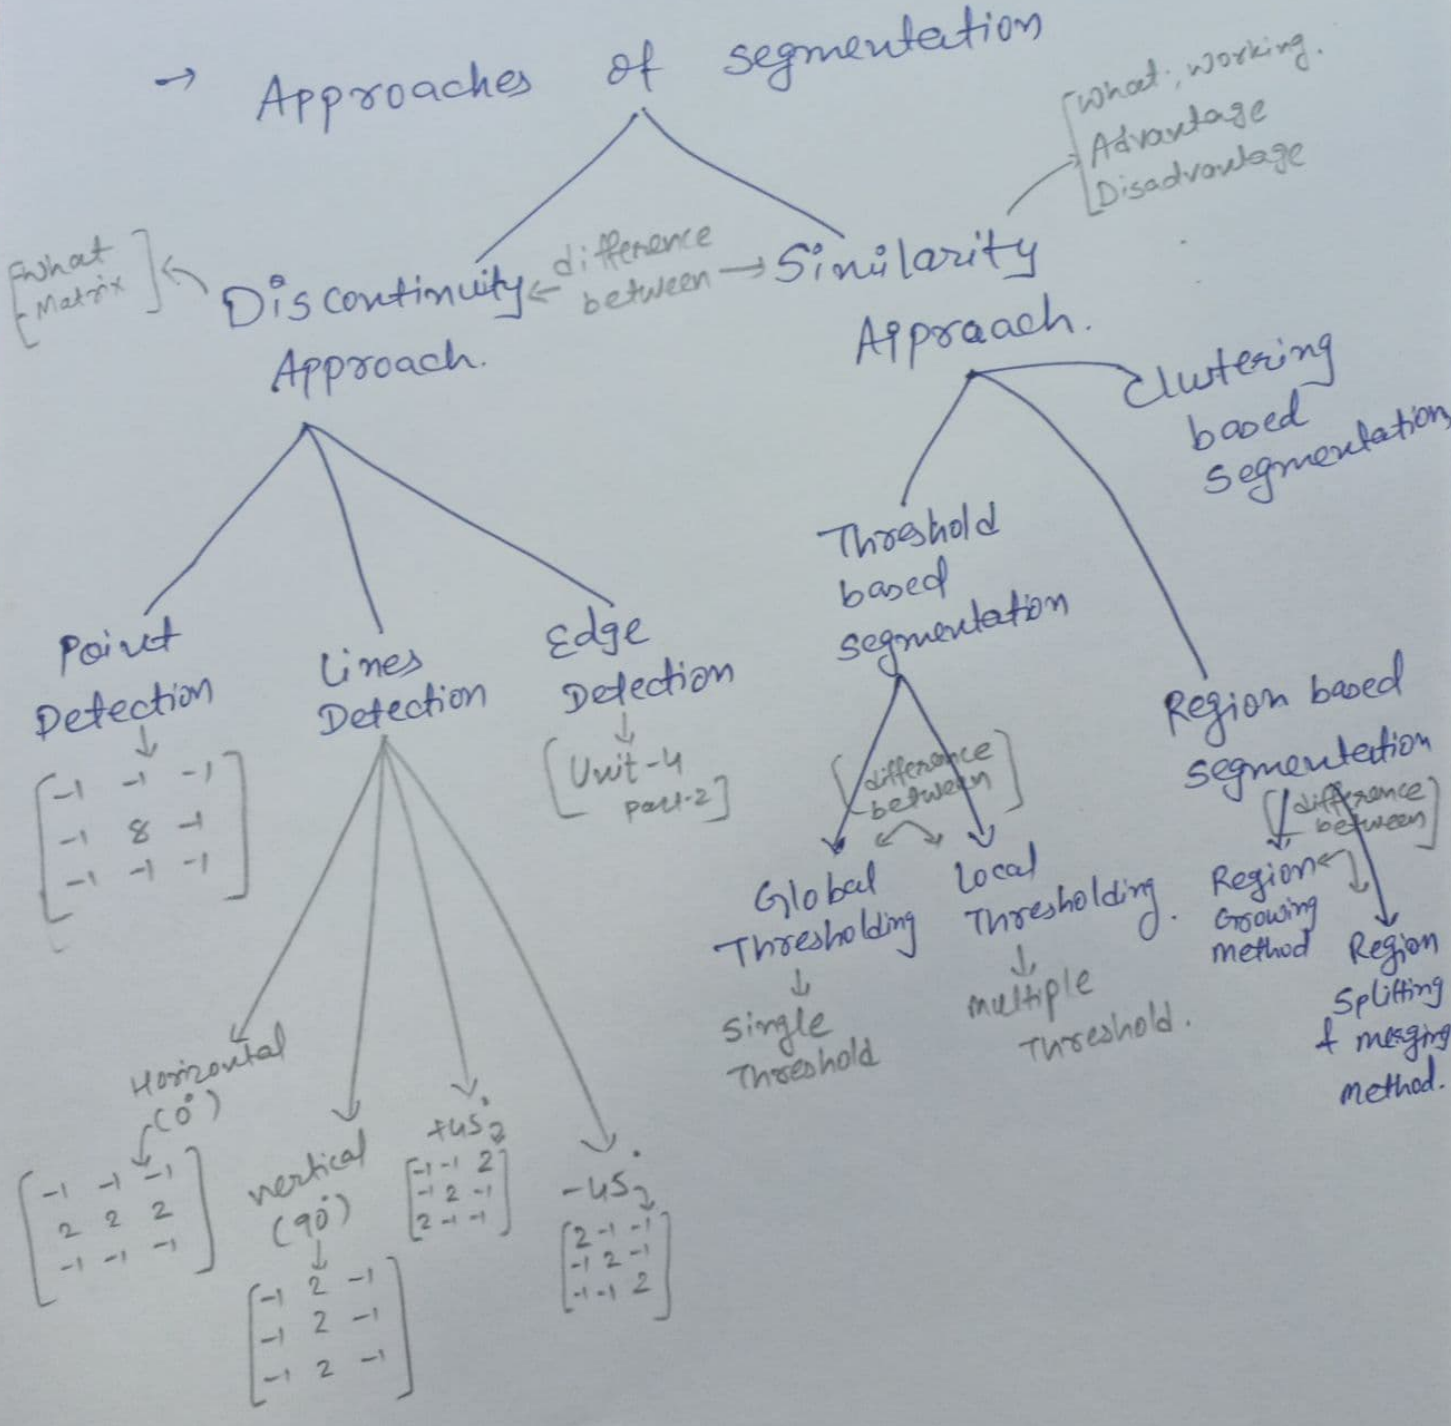 → Approaches of segmentation
[what, working.
Advantage
Disadvantage
[what
Matrix]
Discontinuity
Approach.
difference
between
Similarity
Approach.
Clutering
based
segmentation
Threshold
based
segmentation
Region based
segmentation
Point
Detection
↓
[-1 -1 -1
-1 8 -1
-1 -1 -1]
Lines
Detection
Edge
Detection
↓
[Unit-4
part-2]
[difference
between]
Global
Thresholding
↓
Single
Threshold
Local
Thresholding.
↓
multiple
Threshold.
[difference
between]
Region
Growing
method
Region
Splitting
& merging
method.
Horizontal
(0°)
[-1 -1 -1
2 2 2
-1 -1 -1]
vertical
(90°)
↓
[-1 2 -1
-1 2 -1
-1 2 -1]
+45°
[-1 -1 2
-1 2 -1
2 -1 -1]
-45°
[2 -1 -1
-1 2 -1
-1 -1 2]